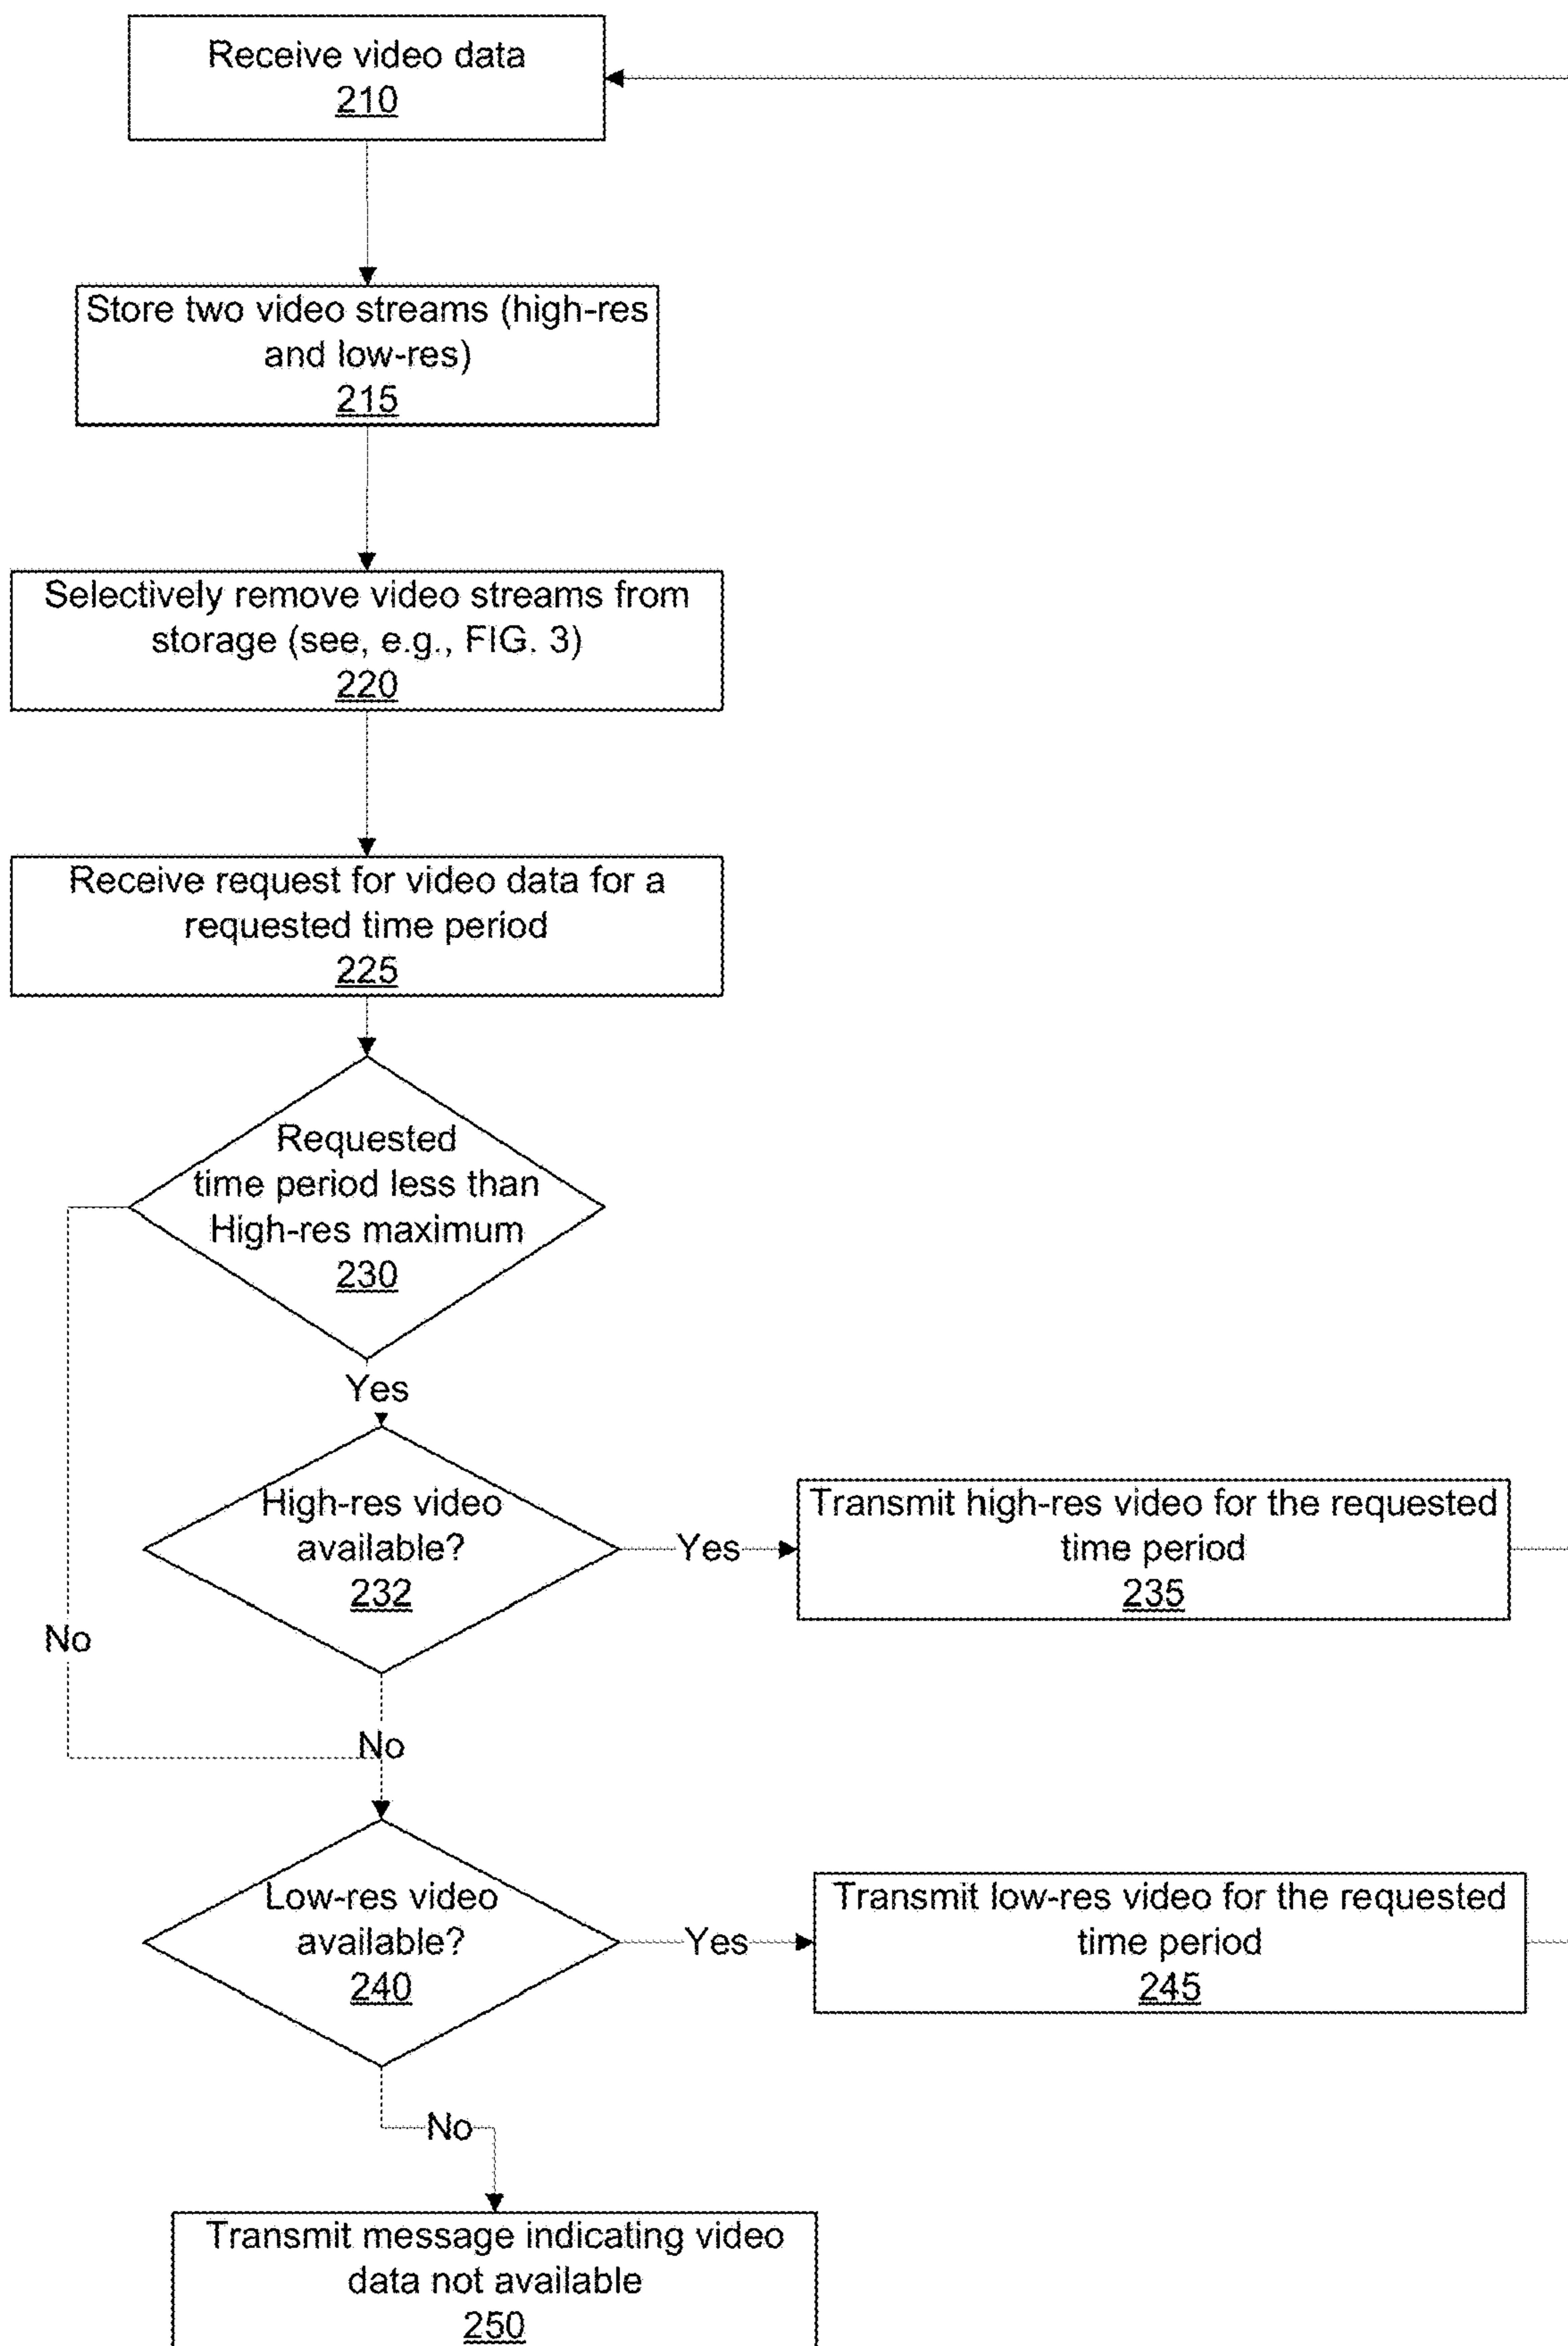 Receive video data
210
Store two video streams (high-res
and low-res)
215
Selectively remove video streams from
storage (see, e.g., FIG. 3)
220
Receive request for video data for a
requested time period
225
Requested
time period less than
High-res maximum
230
Yes
High-res video
available?
232
Yes
Transmit high-res video for the requested
time period
235
No
No
Low-res video
available?
240
Yes
Transmit low-res video for the requested
time period
245
No
Transmit message indicating video
data not available
250